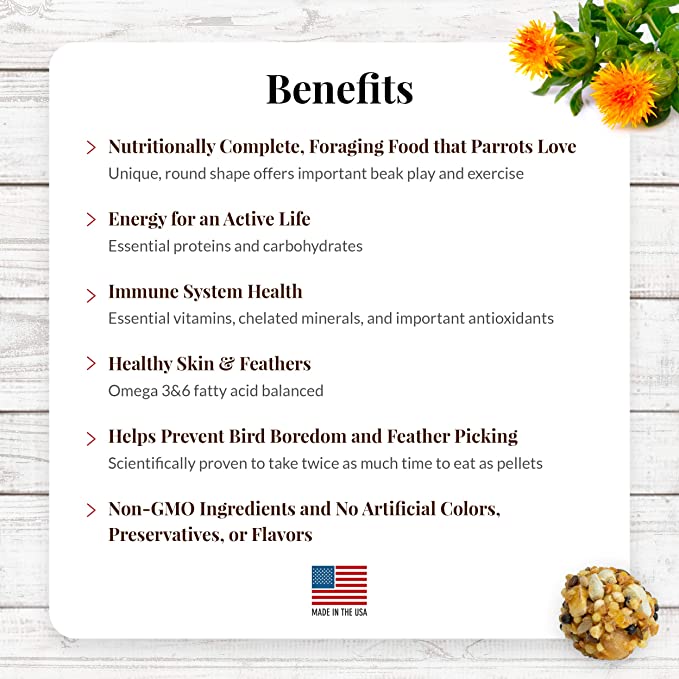 Benefits
Nutritionally Complete, Foraging Food that Parrots Love
Unique, round shape offers important beak play and exercise
Energy for an Active Life
Essential proteins and carbohydrates
Immune System Health
Essential vitamins, chelated minerals, and important antioxidants
Healthy Skin & Feathers
Omega 3&6 fatty acid balanced
Helps Prevent Bird Boredom and Feather Picking
Scientifically proven to take twice as much time to eat as pellets
Non-GMO Ingredients and No Artificial Colors,
Preservatives, or Flavors
MADE IN THE USA